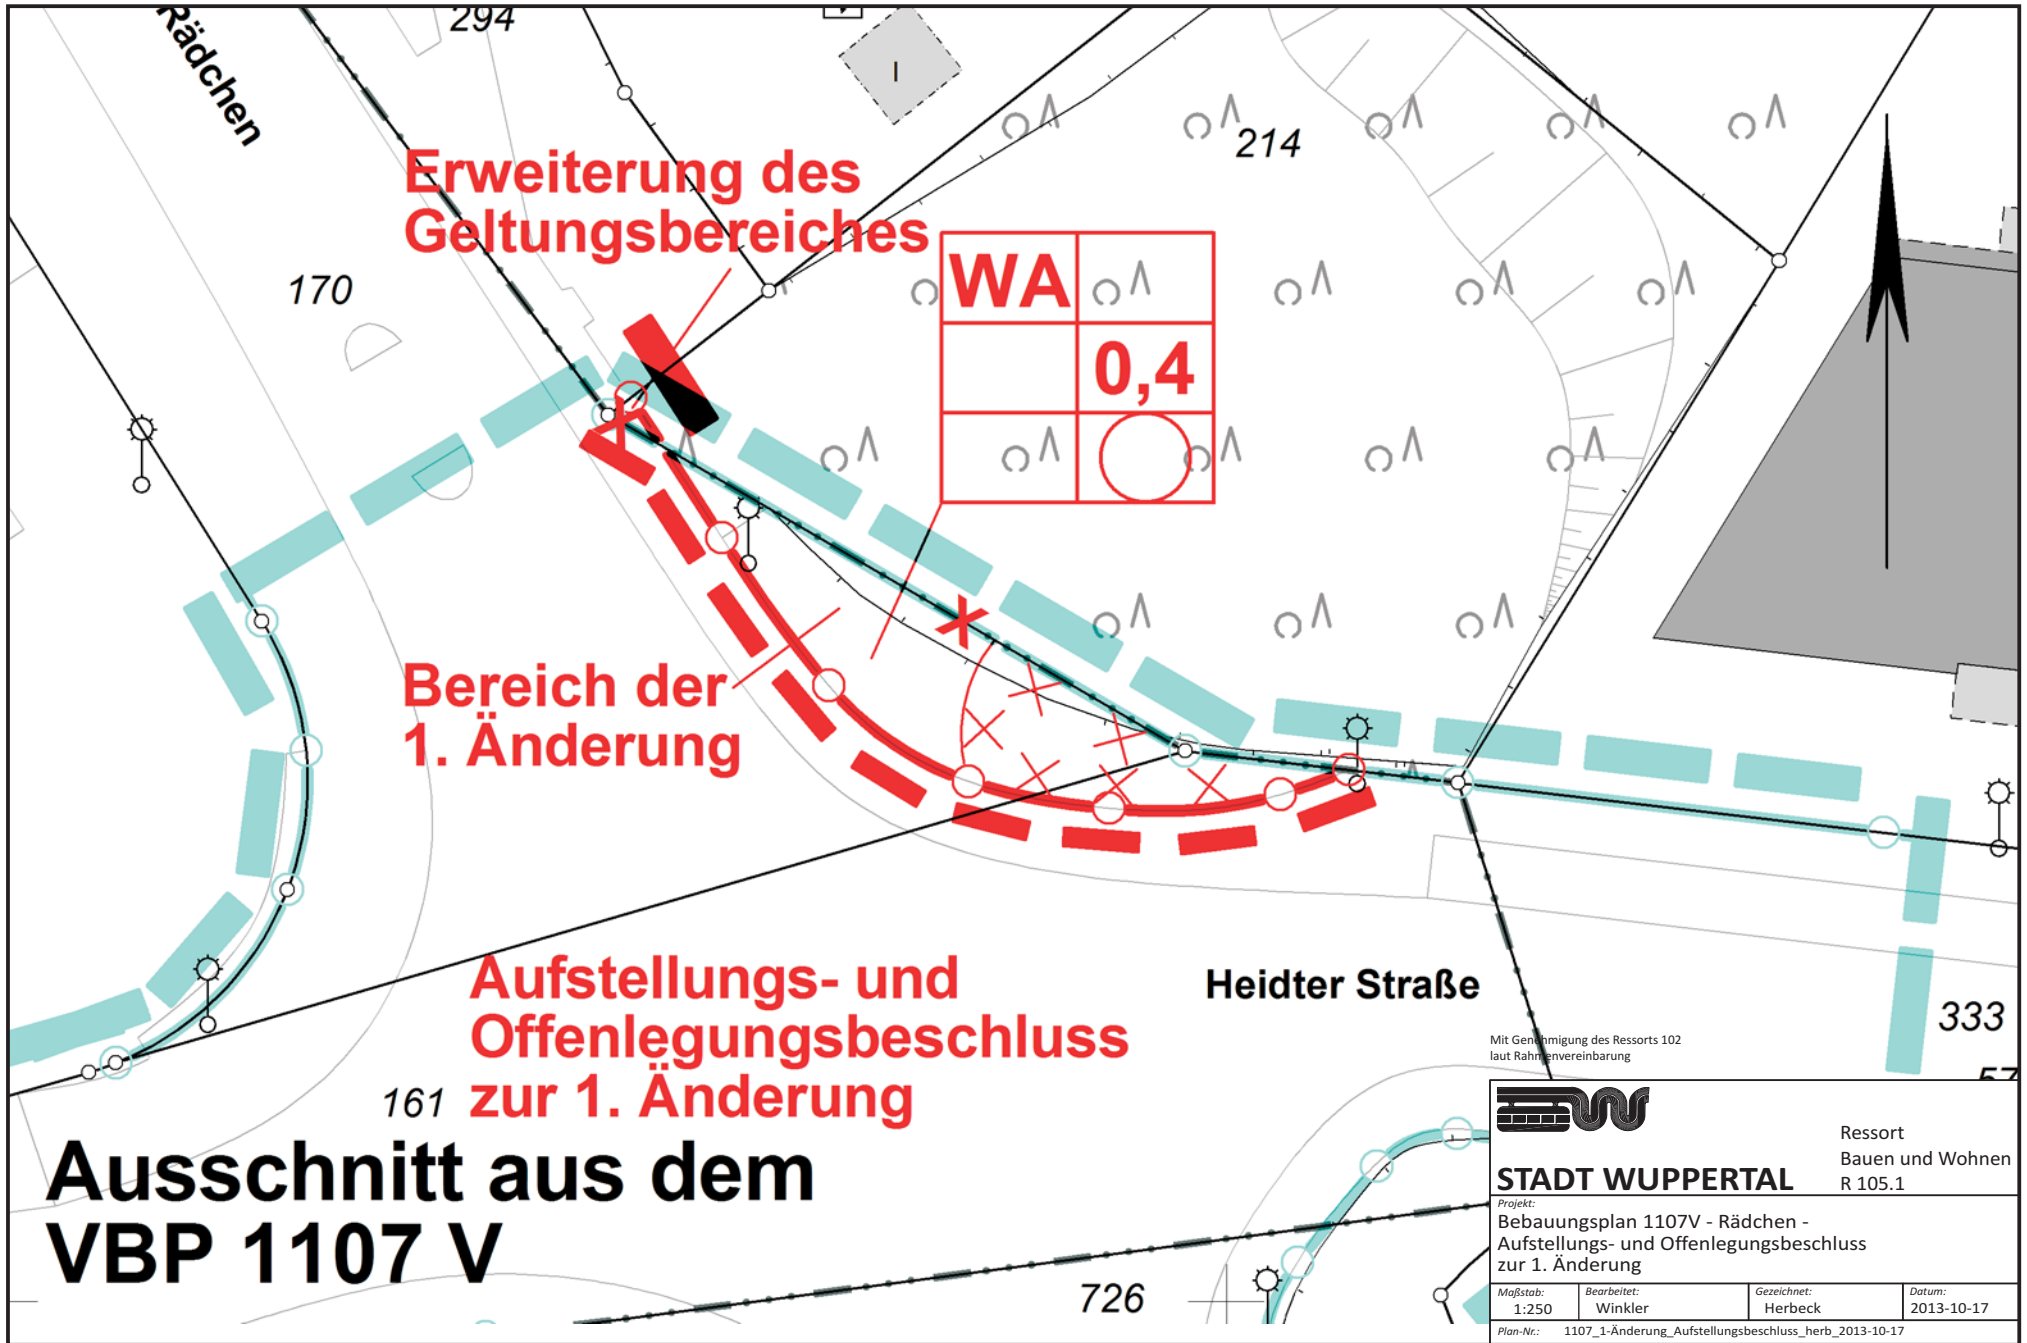 Rädchen
294
I
214
Erweiterung des
Geltungsbereiches
170
WA
0,4
Bereich der
1. Änderung
Aufstellungs- und
Offenlegungsbeschluss
zur 1. Änderung
Heidter Straße
333
161
Mit Genehmigung des Ressorts 102
laut Rahmenvereinbarung
Ausschnitt aus dem
VBP 1107 V
726
STADT WUPPERTAL
Ressort
Bauen und Wohnen
R 105.1
Projekt:
Bebauungsplan 1107V - Rädchen -
Aufstellungs- und Offenlegungsbeschluss
zur 1. Änderung
Maßstab:
1:250
Bearbeitet:
Winkler
Gezeichnet:
Herbeck
Datum:
2013-10-17
Plan-Nr.: 1107_1-Änderung_Aufstellungsbeschluss_herb_2013-10-17